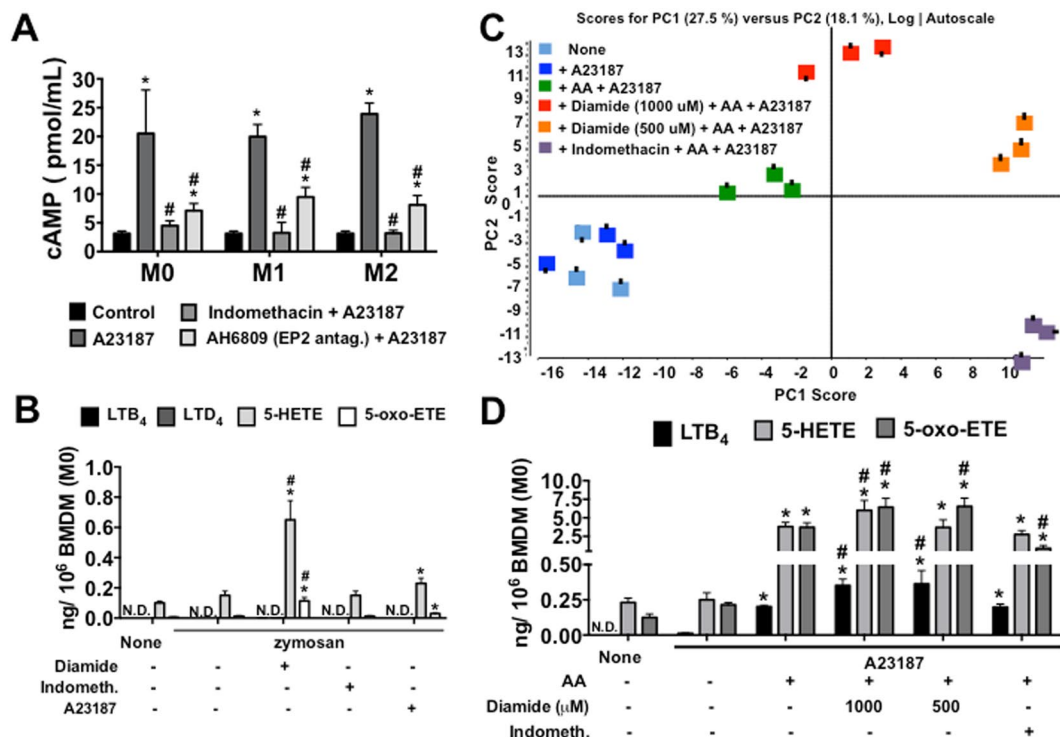 A
cAMP ( pmol/mL)
30
25
20
15
10
5
0
*
#
#
*
*
#
#
*
*
#
#
*
M0 M1 M2
Control Indomethacin + A23187
A23187 AH6809 (EP2 antag.) + A23187
C
Scores for PC1 (27.5 %) versus PC2 (18.1 %), Log | Autoscale
PC2 Score
13
11
9
7
5
3
1
0
-1
-3
-5
-7
-9
-11
-13
None
+ A23187
+ AA + A23187
+ Diamide (1000 uM) + AA + A23187
+ Diamide (500 uM) + AA + A23187
+ Indomethacin + AA + A23187
-16 -14 -12 -10 -8 -6 -4 -2 0 2 4 6 8 10
PC1 Score
B
LTB4 LTD4 5-HETE 5-oxo-ETE
ng/ 10^6 BMDM (M0)
1.0
0.8
0.6
0.4
0.2
0.0
N.D. N.D. N.D. N.D. N.D.
#
*
#
*
*
*
None zymosan
Diamide - - + - -
Indometh. - - - + -
A23187 - - - - +
D
LTB4 5-HETE 5-oxo-ETE
ng/ 10^6 BMDM (M0)
10.0
7.5
5.0
2.5
0.50
0.25
0.00
N.D.
* * *
#
*
#
*
#
*
#
*
*
#
*
* *
#
*
None A23187
AA - - + + + +
Diamide (µM) - - - 1000 500 -
Indometh. - - - - - +